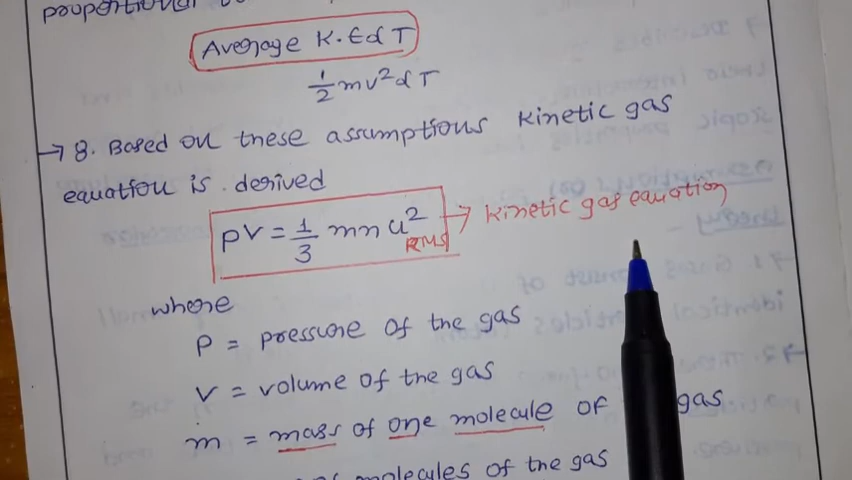 Average K.E α T
1/2 mv² α T
→ 8. Based on these assumptions kinetic gas
equation is derived
PV = 1/3 mnu²RMS → kinetic gas equation
where
P = pressure of the gas
V = volume of the gas
m = mass of one molecule of gas
molecules of the gas